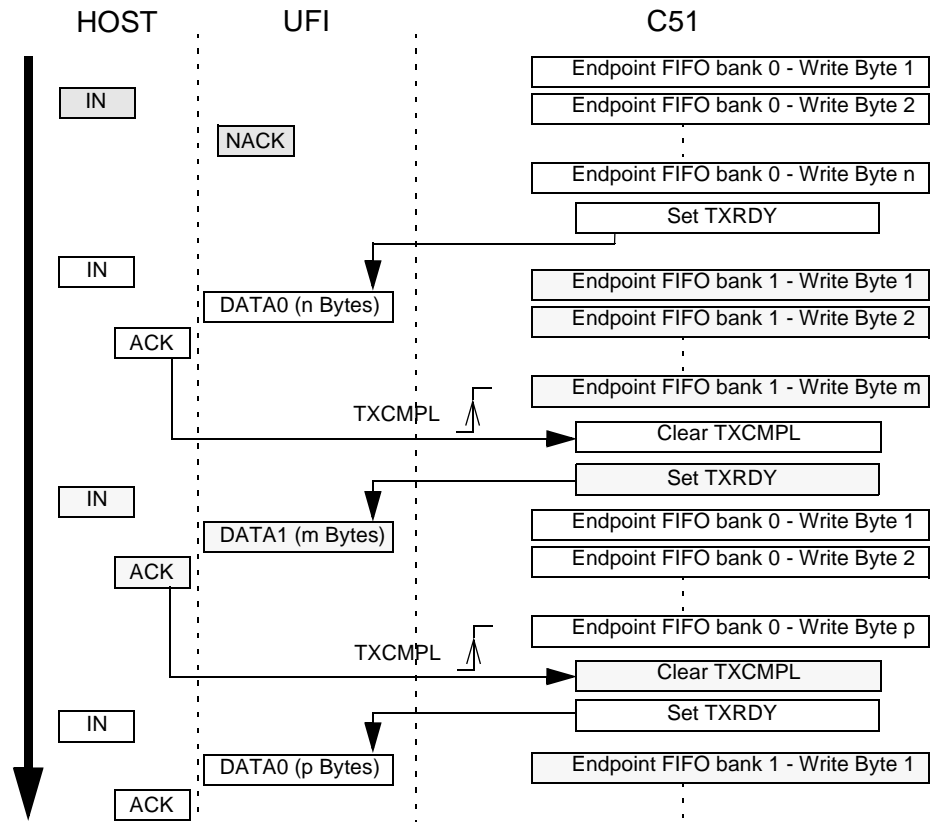 HOST UFI C51
Endpoint FIFO bank 0 - Write Byte 1
IN
Endpoint FIFO bank 0 - Write Byte 2
NACK
Endpoint FIFO bank 0 - Write Byte n
Set TXRDY
IN
Endpoint FIFO bank 1 - Write Byte 1
DATA0 (n Bytes)
Endpoint FIFO bank 1 - Write Byte 2
ACK
Endpoint FIFO bank 1 - Write Byte m
TXCMPL
Clear TXCMPL
Set TXRDY
IN
Endpoint FIFO bank 0 - Write Byte 1
DATA1 (m Bytes)
Endpoint FIFO bank 0 - Write Byte 2
ACK
Endpoint FIFO bank 0 - Write Byte p
TXCMPL
Clear TXCMPL
Set TXRDY
IN
DATA0 (p Bytes)
Endpoint FIFO bank 1 - Write Byte 1
ACK